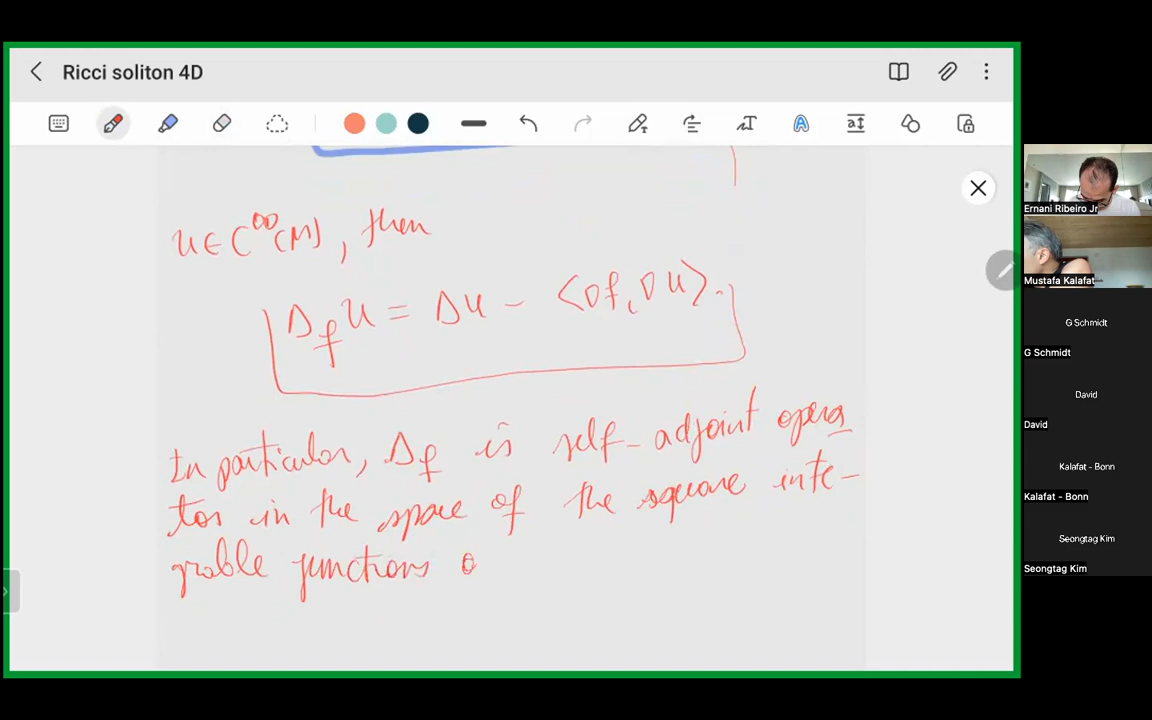 Ricci soliton 4D
u ∈ C^∞(M), then
Δ_f u = Δu - <∇f, ∇u>.
In particular, Δ_f is self-adjoint opera
tor in the space of the square inte-
grable functions o
Ernani Ribeiro Jr
Mustafa Kalafat
G Schmidt
G Schmidt
David
David
Kalafat - Bonn
Kalafat - Bonn
Seongtag Kim
Seongtag Kim